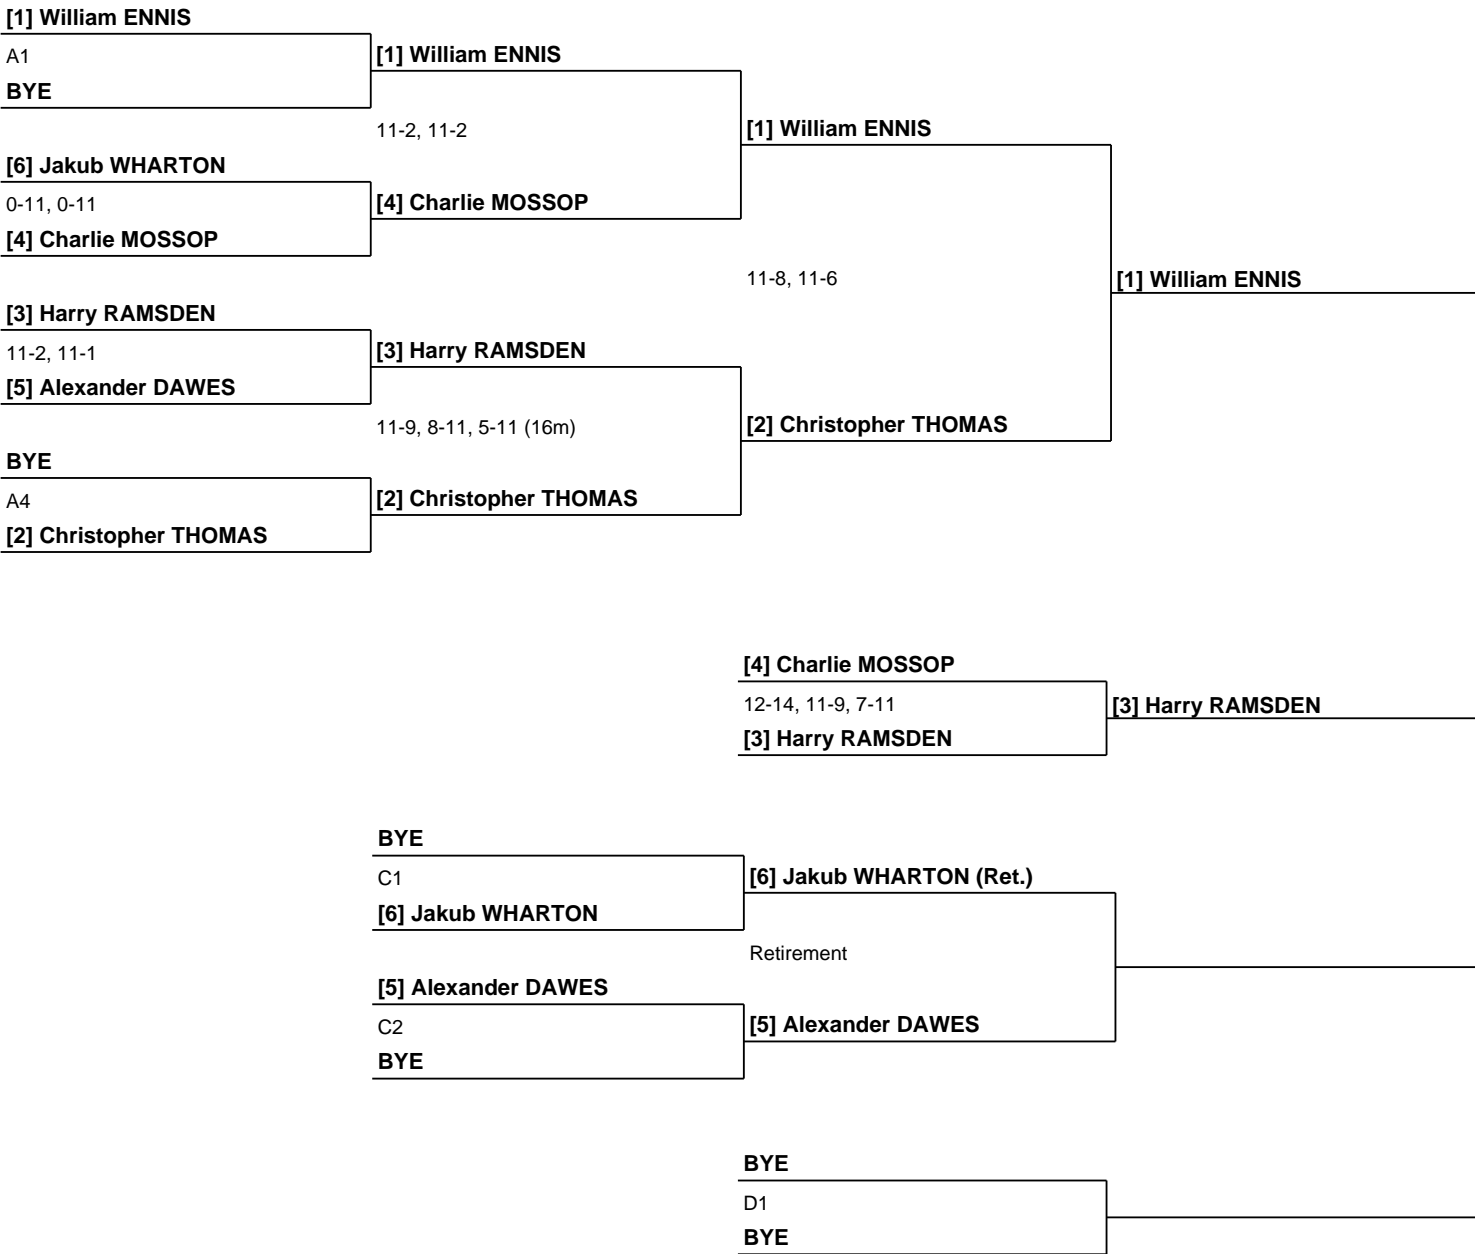 [1] William ENNIS
A1
[1] William ENNIS
BYE
11-2, 11-2
[1] William ENNIS
[6] Jakub WHARTON
0-11, 0-11
[4] Charlie MOSSOP
[4] Charlie MOSSOP
11-8, 11-6
[1] William ENNIS
[3] Harry RAMSDEN
11-2, 11-1
[3] Harry RAMSDEN
[5] Alexander DAWES
11-9, 8-11, 5-11 (16m)
[2] Christopher THOMAS
BYE
A4
[2] Christopher THOMAS
[2] Christopher THOMAS
[4] Charlie MOSSOP
12-14, 11-9, 7-11
[3] Harry RAMSDEN
[3] Harry RAMSDEN
BYE
C1
[6] Jakub WHARTON (Ret.)
[6] Jakub WHARTON
Retirement
[5] Alexander DAWES
C2
[5] Alexander DAWES
BYE
BYE
D1
BYE